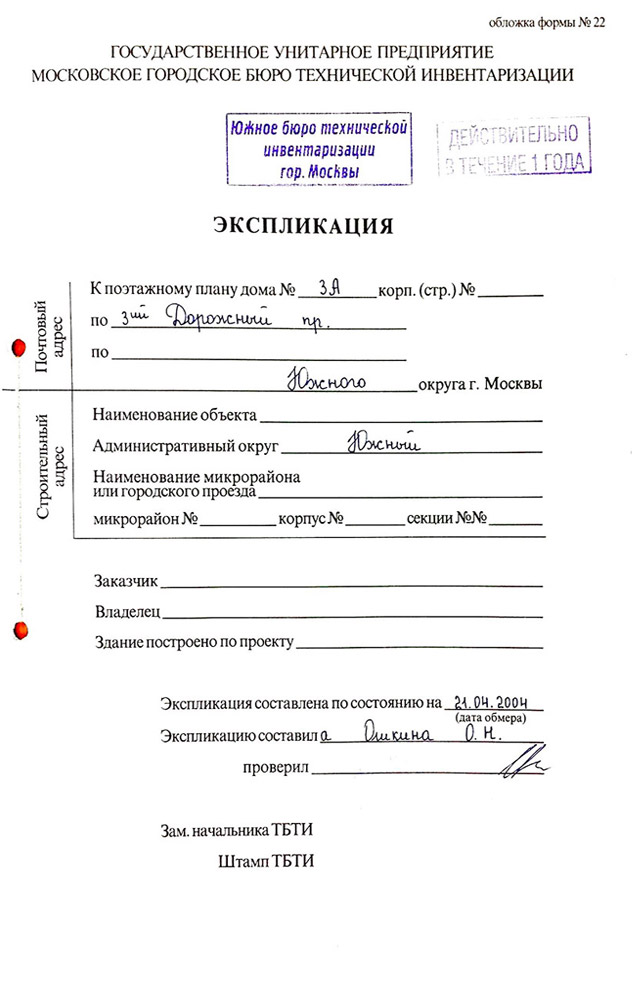 обложка формы № 22
ГОСУДАРСТВЕННОЕ УНИТАРНОЕ ПРЕДПРИЯТИЕ
МОСКОВСКОЕ ГОРОДСКОЕ БЮРО ТЕХНИЧЕСКОЙ ИНВЕНТАРИЗАЦИИ
Южное бюро технической
инвентаризации
гор. Москвы
ДЕЙСТВИТЕЛЬНО
В ТЕЧЕНИЕ 1 ГОДА
ЭКСПЛИКАЦИЯ
Почтовый
адрес
К поэтажному плану дома № 3А корп. (стр.) №
по 3ий Дорожный пр.
по
Южного округа г. Москвы
Строительный
адрес
Наименование объекта
Административный округ Южный
Наименование микрорайона
или городского проезда
микрорайон № корпус № секции №№
Заказчик
Владелец
Здание построено по проекту
Экспликация составлена по состоянию на 21.04.2004
(дата обмера)
Экспликацию составила Ошкина О. Н.
проверил
Зам. начальника ТБТИ
Штамп ТБТИ